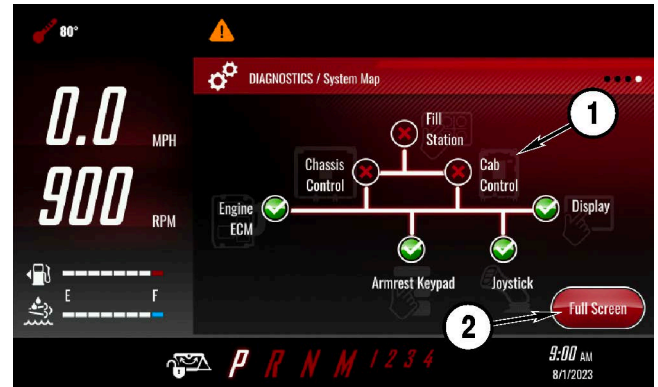 80°
DIAGNOSTICS / System Map
0.0 MPH
900 RPM
Fill
Station
1
Chassis
Control
Cab
Control
Engine
ECM
Display
Armrest Keypad
Joystick
E F
2
Full Screen
P R N M 1 2 3 4
9:00 AM
8/1/2023